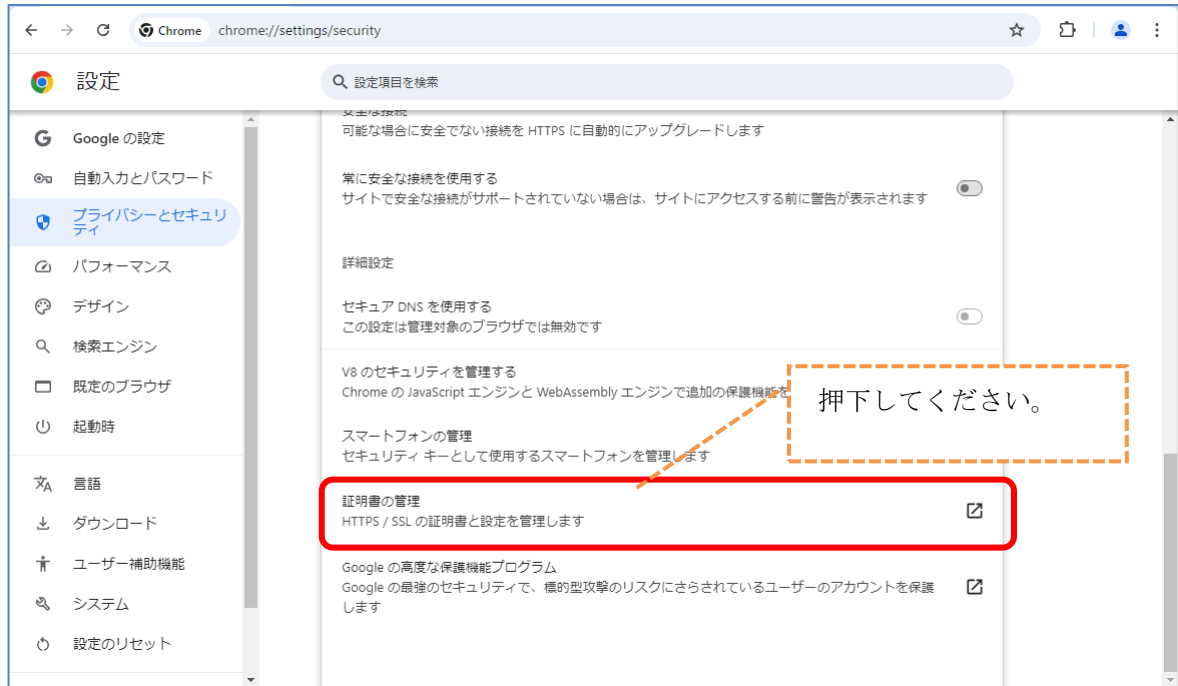 Chrome chrome://settings/security
設定
設定項目を検索
Google の設定
自動入力とパスワード
プライバシーとセキュリ
ティ
パフォーマンス
デザイン
検索エンジン
既定のブラウザ
起動時
言語
ダウンロード
ユーザー補助機能
システム
設定のリセット
安全な接続
可能な場合に安全でない接続を HTTPS に自動的にアップグレードします
常に安全な接続を使用する
サイトで安全な接続がサポートされていない場合は、サイトにアクセスする前に警告が表示されます
詳細設定
セキュア DNS を使用する
この設定は管理対象のブラウザでは無効です
V8 のセキュリティを管理する
Chrome の JavaScript エンジンと WebAssembly エンジンで追加の保護機能を
押下してください。
スマートフォンの管理
セキュリティ キーとして使用するスマートフォンを管理します
証明書の管理
HTTPS / SSL の証明書と設定を管理します
Google の高度な保護機能プログラム
Google の最強のセキュリティで、標的型攻撃のリスクにさらされているユーザーのアカウントを保護
します